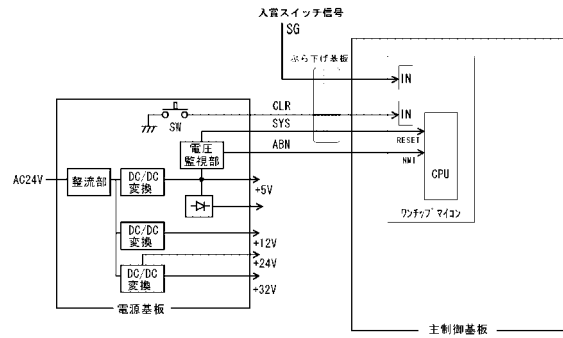 入賞スイッチ信号
SG
ぶら下げ基板
IN
CLR
IN
SW
SYS
RESET
電圧
監視部
ABN
NMI
CPU
AC24V
整流部
DC/DC
変換
+5V
ワンチップマイコン
DC/DC
変換
+12V
+24V
DC/DC
変換
+32V
電源基板
主制御基板